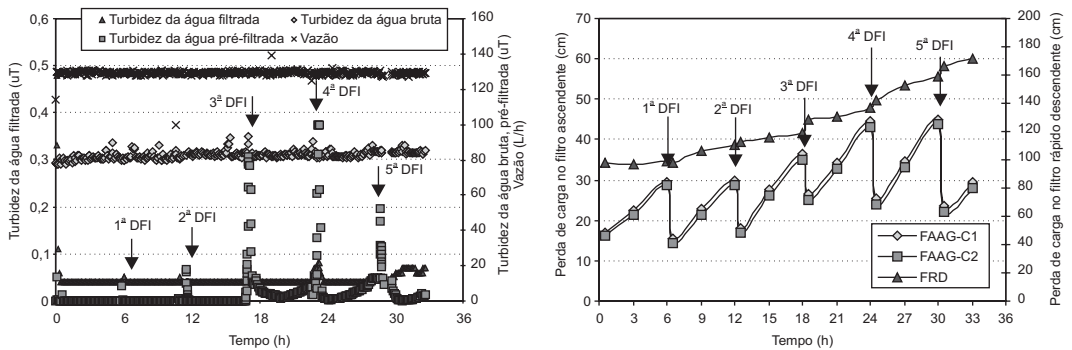 Turbidez da água filtrada
Turbidez da água bruta
Turbidez da água pré-filtrada
Vazão
Turbidez da água filtrada (uT)
0,6
0,5
0,4
0,3
0,2
0,1
0
160
140
120
100
80
60
40
20
0
Turbidez da água bruta, pré-filtrada (uT)
Vazão (L/h)
1ª DFI
2ª DFI
3ª DFI
4ª DFI
5ª DFI
0 6 12 18 24 30 36
Tempo (h)
Perda de carga no filtro ascendente (cm)
70
60
50
40
30
20
10
0
200
180
160
140
120
100
80
60
40
20
0
Perda de carga no filtro rápido descendente (cm)
1ª DFI
2ª DFI
3ª DFI
4ª DFI
5ª DFI
FAAG-C1
FAAG-C2
FRD
0 3 6 9 12 15 18 21 24 27 30 33 36
Tempo (h)